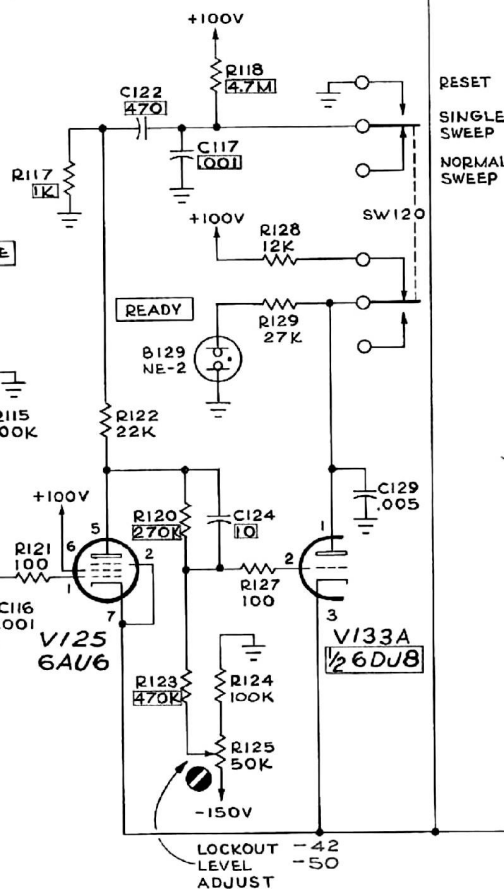 +100V
R118
4.7M
C122
470
RESET
SINGLE
SWEEP
NORMAL
SWEEP
C117
.001
R117
1K
+100V
R128
12K
SW120
E
READY
R129
27K
B129
NE-2
R115
00K
R122
22K
+100V
R120
270K
C124
10
C129
.005
5
6
2
1
7
R121
100
C116
.001
V125
6AU6
R127
100
1
2
3
V133A
1/2 6DJ8
R123
470K
R124
100K
R125
50K
-150V
LOCKOUT
LEVEL
ADJUST
-42
-50